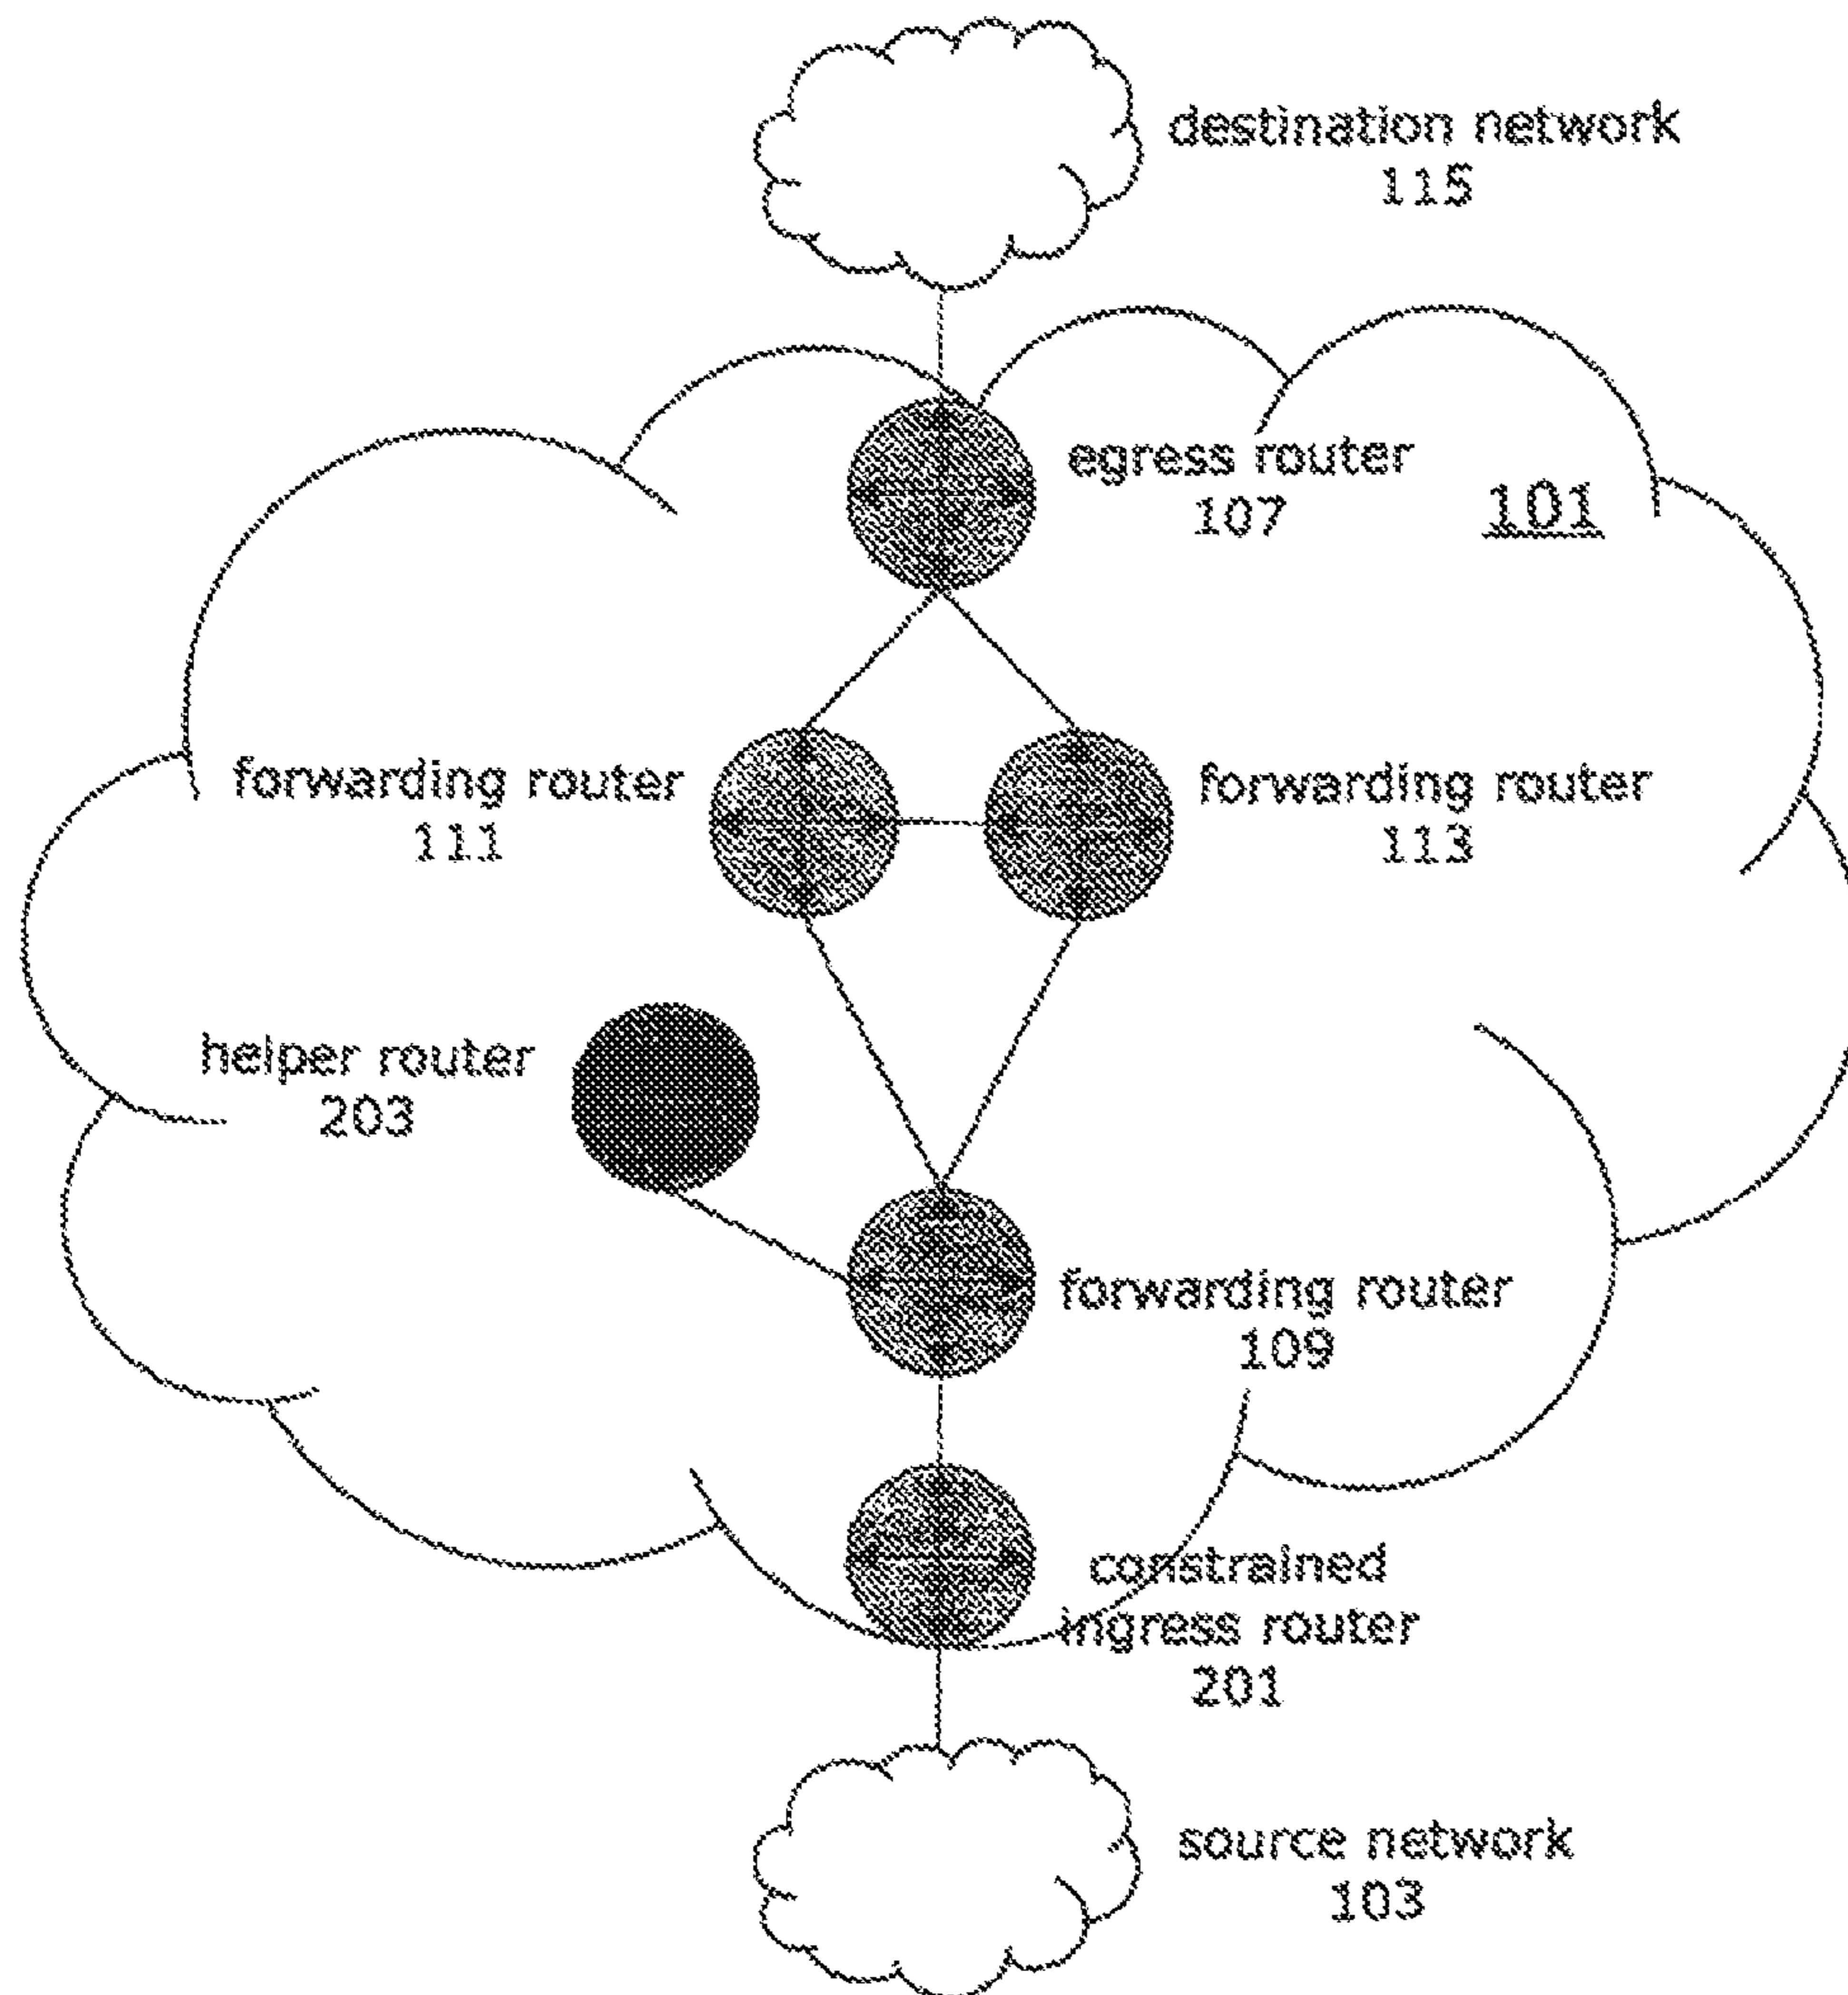 destination network
115
egress router
107
101
forwarding router
111
forwarding router
113
helper router
203
forwarding router
109
constrained
ingress router
201
source network
103